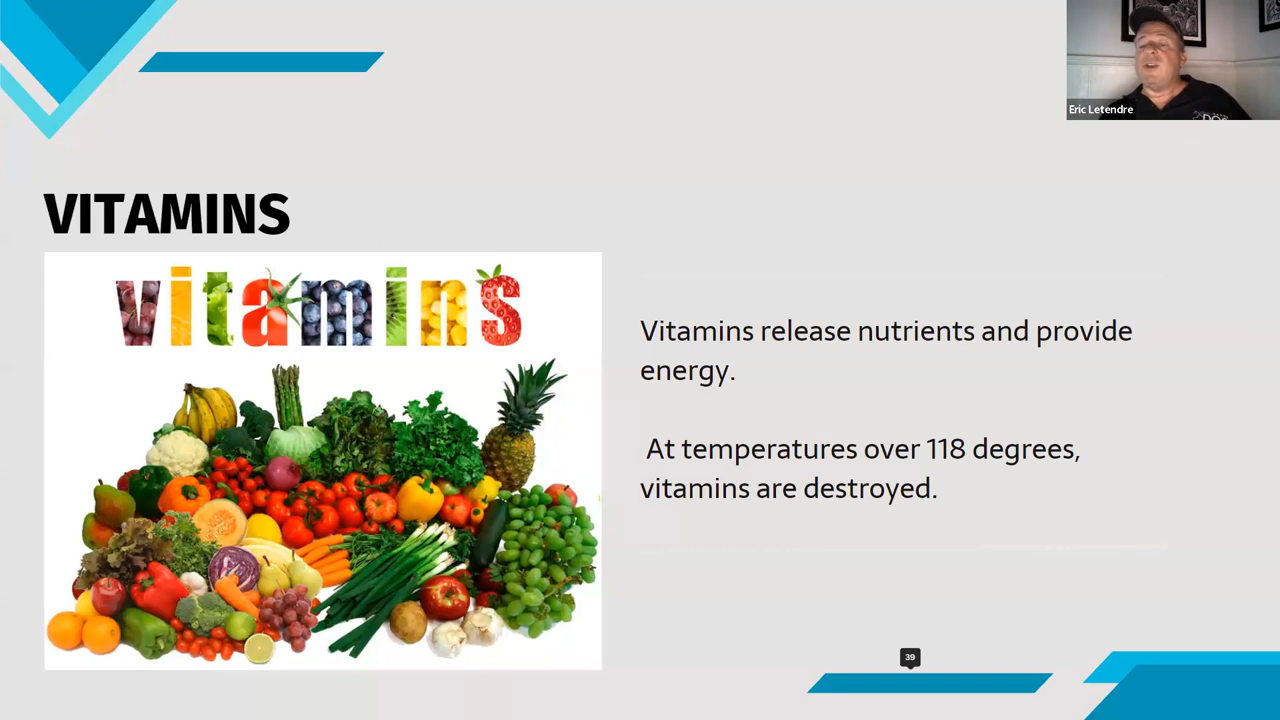 Eric Letendre
VITAMINS
vitamins
Vitamins release nutrients and provide
energy.
At temperatures over 118 degrees,
vitamins are destroyed.
39